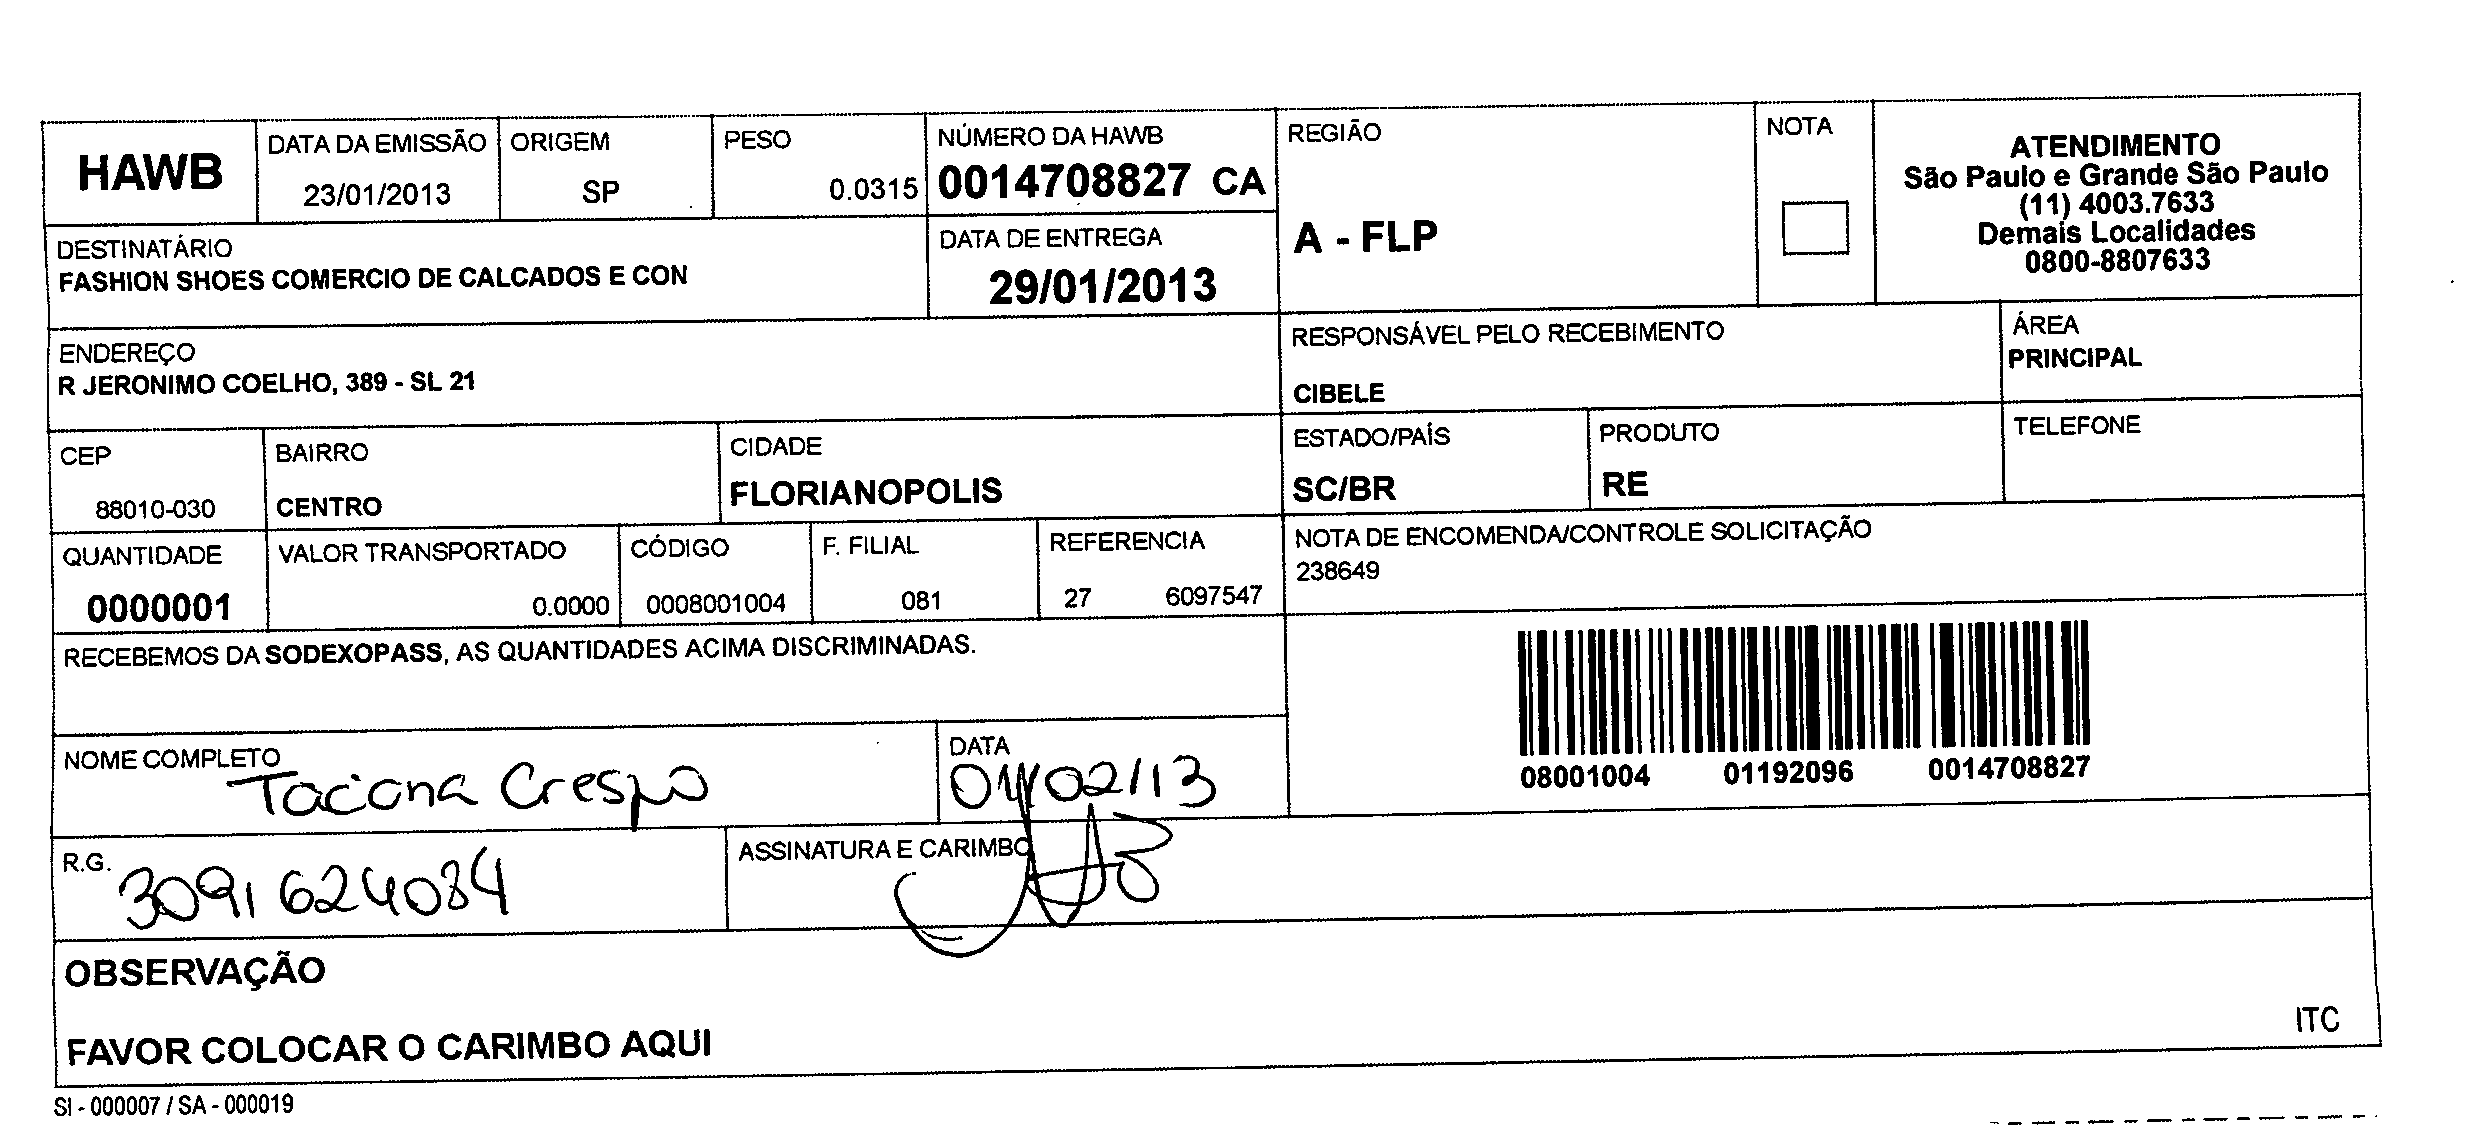 HAWB
DATA DA EMISSÃO
23/01/2013
ORIGEM
SP
PESO
0.0315
NÚMERO DA HAWB
0014708827 CA
REGIÃO
A - FLP
NOTA
ATENDIMENTO
São Paulo e Grande São Paulo
(11) 4003.7633
Demais Localidades
0800-8807633
DESTINATÁRIO
FASHION SHOES COMERCIO DE CALCADOS E CON
DATA DE ENTREGA
29/01/2013
ENDEREÇO
R JERONIMO COELHO, 389 - SL 21
RESPONSÁVEL PELO RECEBIMENTO
CIBELE
ÁREA
PRINCIPAL
CEP
88010-030
BAIRRO
CENTRO
CIDADE
FLORIANOPOLIS
ESTADO/PAÍS
SC/BR
PRODUTO
RE
TELEFONE
QUANTIDADE
0000001
VALOR TRANSPORTADO
0.0000
CÓDIGO
0008001004
F. FILIAL
081
REFERENCIA
27 6097547
NOTA DE ENCOMENDA/CONTROLE SOLICITAÇÃO
238649
RECEBEMOS DA SODEXOPASS, AS QUANTIDADES ACIMA DISCRIMINADAS.
08001004 01192096 0014708827
NOME COMPLETO
Taciana Crespo
DATA
R.G.
3091624084
ASSINATURA E CARIMBO
OBSERVAÇÃO
FAVOR COLOCAR O CARIMBO AQUI
ITC
SI - 000007 / SA - 000019